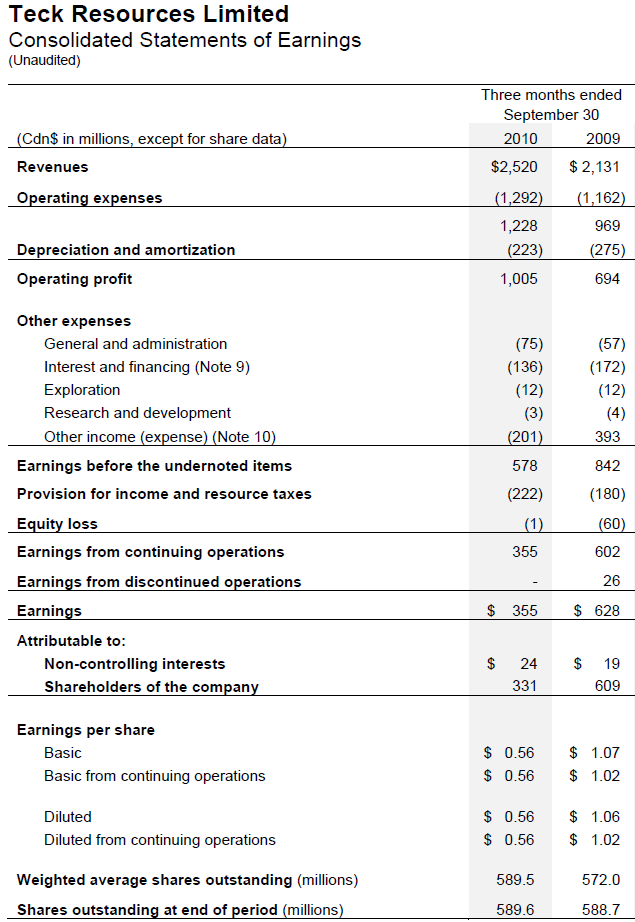 Teck Resources Limited
Consolidated Statements of Earnings
(Unaudited)
Three months ended
September 30
(Cdn$ in millions, except for share data) 2010 2009
Revenues $2,520 $ 2,131
Operating expenses (1,292) (1,162)
1,228 969
Depreciation and amortization (223) (275)
Operating profit 1,005 694
Other expenses
General and administration (75) (57)
Interest and financing (Note 9) (136) (172)
Exploration (12) (12)
Research and development (3) (4)
Other income (expense) (Note 10) (201) 393
Earnings before the undernoted items 578 842
Provision for income and resource taxes (222) (180)
Equity loss (1) (60)
Earnings from continuing operations 355 602
Earnings from discontinued operations - 26
Earnings $ 355 $ 628
Attributable to:
Non-controlling interests $ 24 $ 19
Shareholders of the company 331 609
Earnings per share
Basic $ 0.56 $ 1.07
Basic from continuing operations $ 0.56 $ 1.02
Diluted $ 0.56 $ 1.06
Diluted from continuing operations $ 0.56 $ 1.02
Weighted average shares outstanding (millions) 589.5 572.0
Shares outstanding at end of period (millions) 589.6 588.7